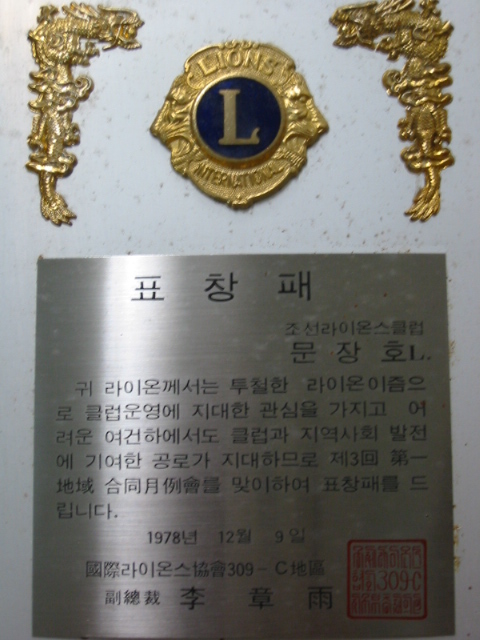 LIONS
L
INTERNATIONAL
표 창 패
조선라이온스클럽
문 장 호L.
귀 라이온께서는 투철한 라이온이즘으
로 클럽운영에 지대한 관심을 가지고 어
려운 여건하에서도 클럽과 지역사회 발전
에 기여한 공로가 지대하므로 제3회 第一
地域 合同月例會를 맞이하여 표창패를 드
립니다.
1978년 12월 9일
國際라이온스協會309-C地區
副總裁 李 章 雨
309-C